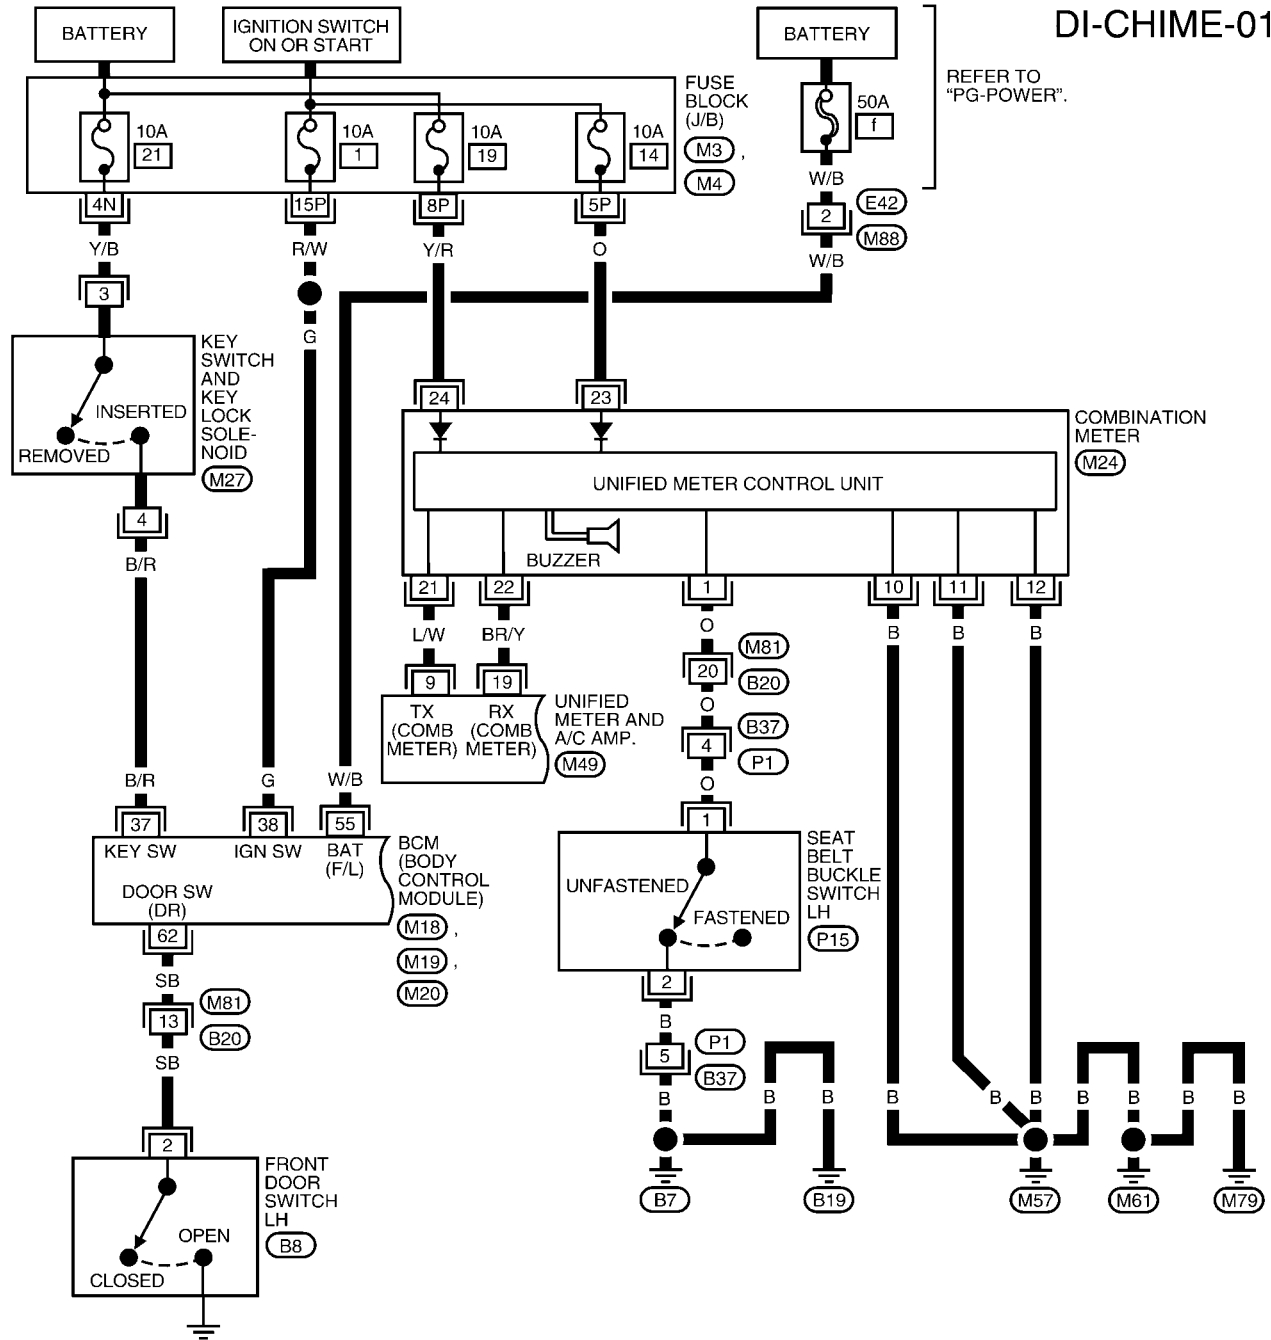 DI-CHIME-01
BATTERY
IGNITION SWITCH
ON OR START
BATTERY
REFER TO
“PG-POWER”.
FUSE
BLOCK
(J/B)
M3 ,
M4
10A
21
10A
1
10A
19
10A
14
50A
f
4N
15P
8P
5P
W/B
2
E42
M88
W/B
Y/B
R/W
Y/R
O
3
G
KEY
SWITCH
AND
KEY
LOCK
SOLE-
NOID
M27
INSERTED
REMOVED
4
B/R
24
23
COMBINATION
METER
M24
UNIFIED METER CONTROL UNIT
BUZZER
21
22
1
10
11
12
L/W
BR/Y
O
B
B
B
9
19
TX
(COMB
METER)
RX
(COMB
METER)
UNIFIED
METER AND
A/C AMP.
M49
20
M81
B20
O
4
B37
P1
O
1
B/R
G
W/B
37
38
55
KEY SW
IGN SW
BAT
(F/L)
DOOR SW
(DR)
BCM
(BODY
CONTROL
MODULE)
M18 ,
M19 ,
M20
62
SB
13
M81
B20
SB
2
FRONT
DOOR
SWITCH
LH
B8
OPEN
CLOSED
SEAT
BELT
BUCKLE
SWITCH
LH
P15
UNFASTENED
FASTENED
2
B
5
P1
B37
B
B
B
B
B
B
B
B
B
B
B7
B19
M57
M61
M79